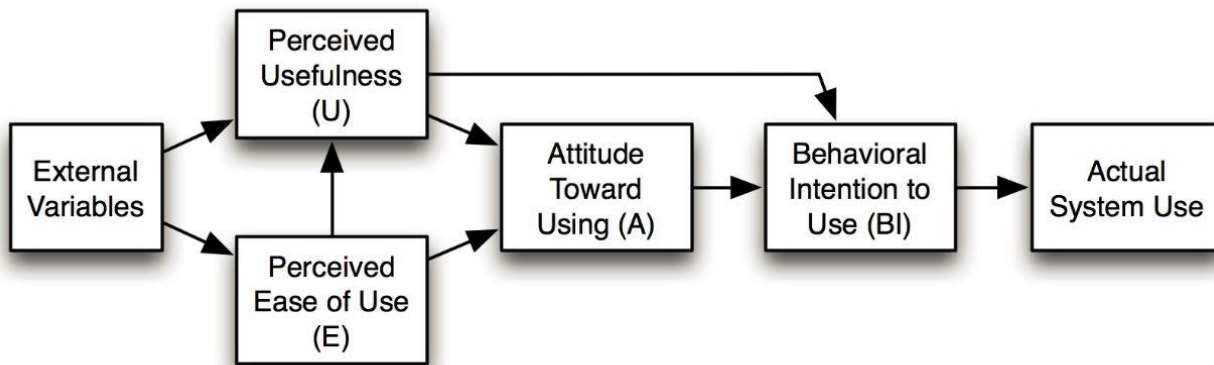 External
Variables
Perceived
Usefulness
(U)
Perceived
Ease of Use
(E)
Attitude
Toward
Using (A)
Behavioral
Intention to
Use (BI)
Actual
System Use